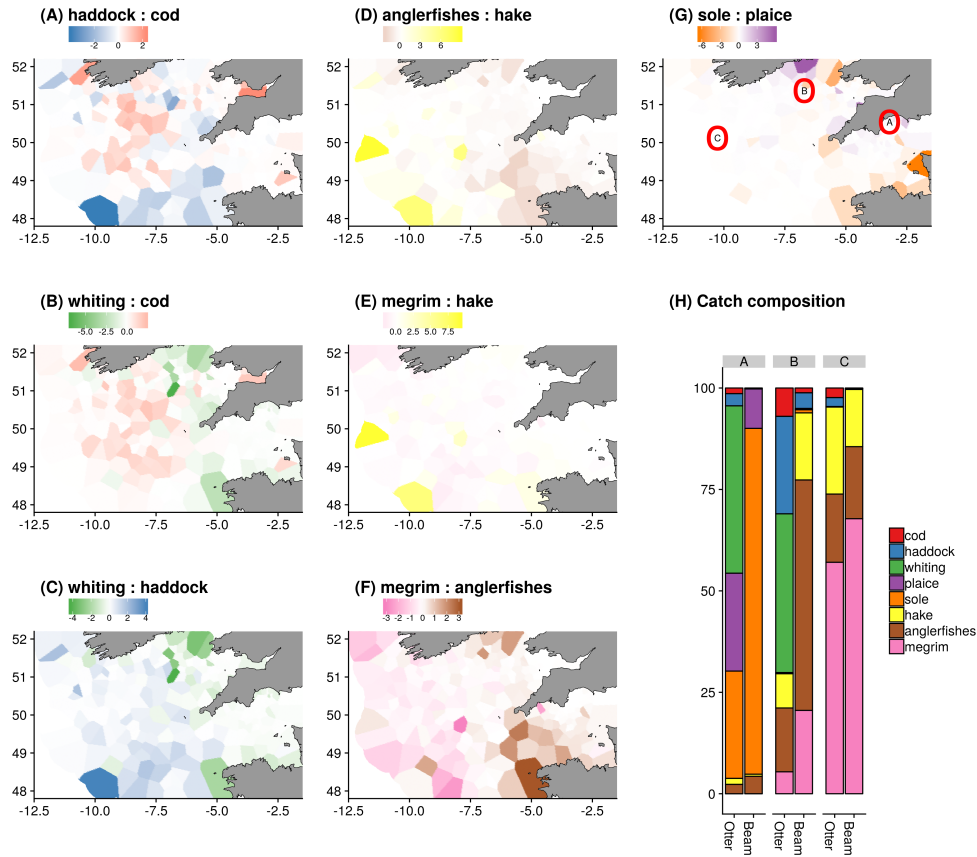 (A) haddock : cod
-2 0 2
52
51
50
49
48
-12.5 -10.0 -7.5 -5.0 -2.5
(D) anglerfishes : hake
0 3 6
52
51
50
49
48
-12.5 -10.0 -7.5 -5.0 -2.5
(G) sole : plaice
-6 -3 0 3
B
A
C
52
51
50
49
48
-12.5 -10.0 -7.5 -5.0 -2.5
(B) whiting : cod
-5.0 -2.5 0.0
52
51
50
49
48
-12.5 -10.0 -7.5 -5.0 -2.5
(E) megrim : hake
0.0 2.5 5.0 7.5
52
51
50
49
48
-12.5 -10.0 -7.5 -5.0 -2.5
(H) Catch composition
A B C
100
75
50
25
0
Otter Beam Otter Beam Otter Beam
cod
haddock
whiting
plaice
sole
hake
anglerfishes
megrim
(C) whiting : haddock
-4 -2 0 2 4
52
51
50
49
48
-12.5 -10.0 -7.5 -5.0 -2.5
(F) megrim : anglerfishes
-3 -2 -1 0 1 2 3
52
51
50
49
48
-12.5 -10.0 -7.5 -5.0 -2.5